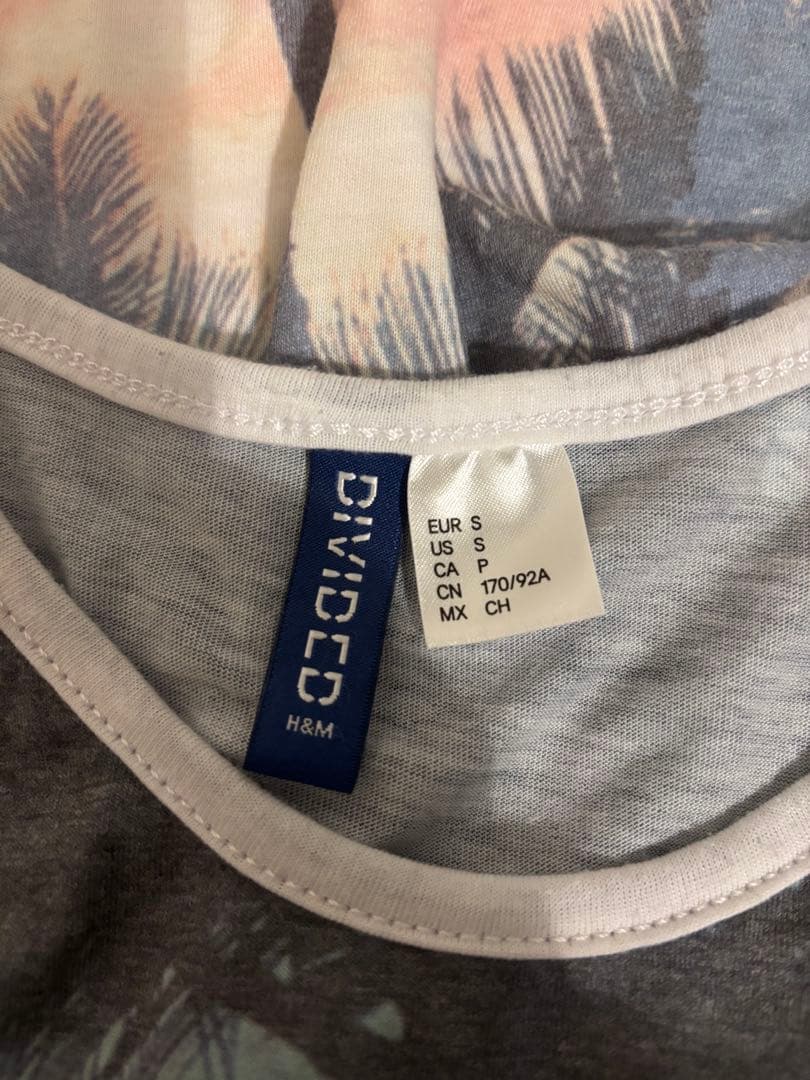 DIVIDED
H&M
EUR S
US S
CA P
CN 170/92A
MX CH